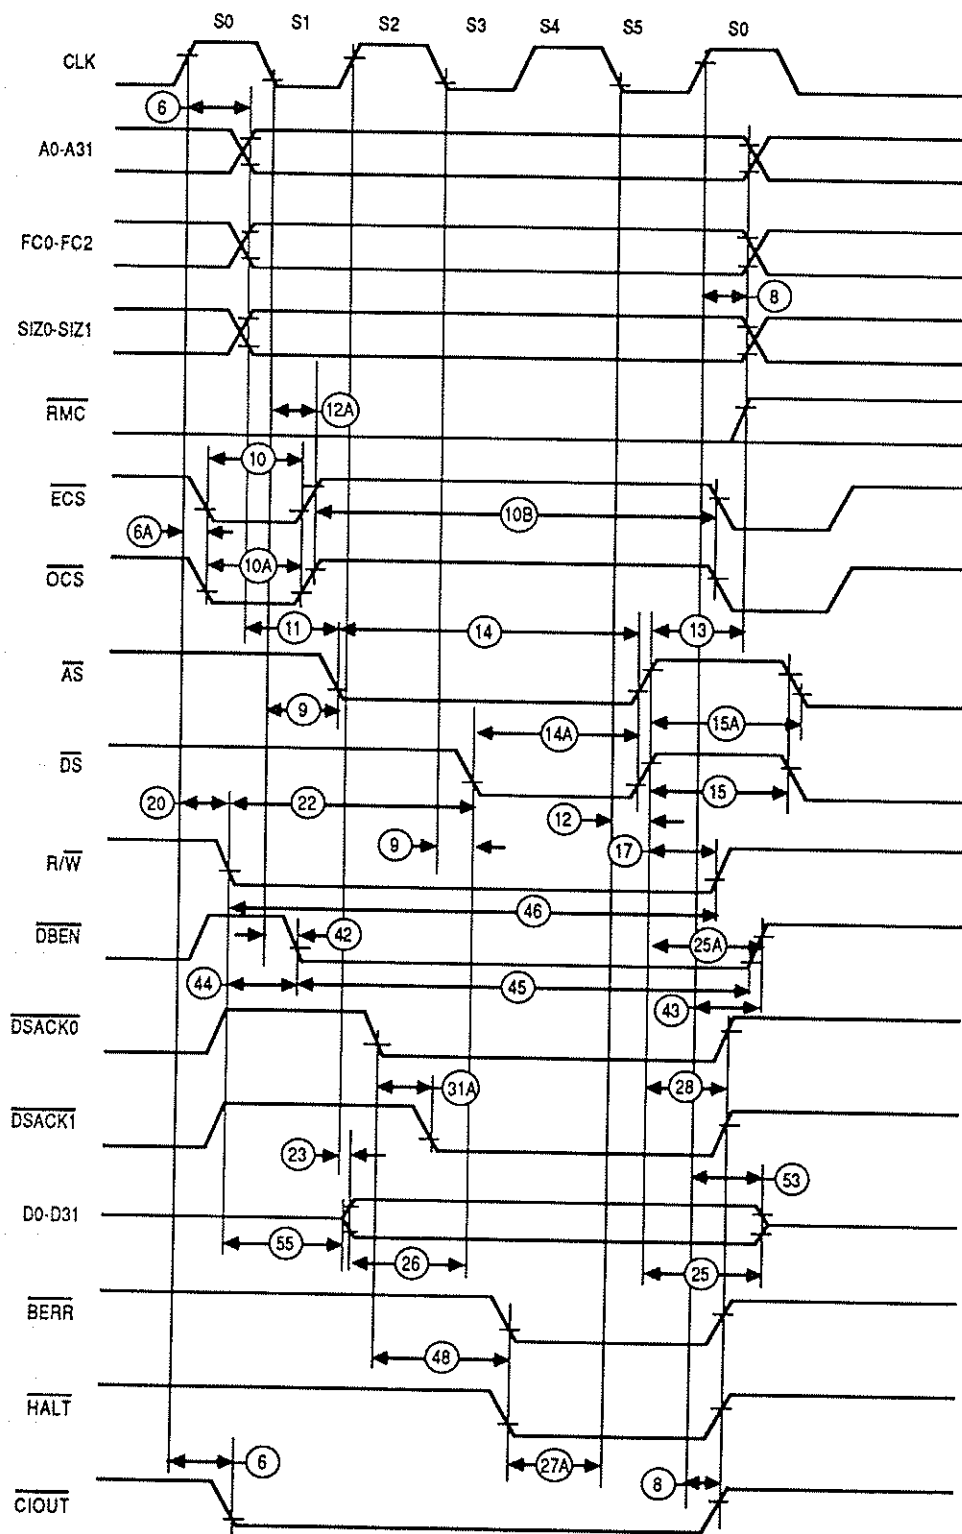 S0 S1 S2 S3 S4 S5 S0
CLK
6
A0-A31
FC0-FC2
8
SIZ0-SIZ1
12A
RMC
10
ECS
10B
6A
10A
OCS
11 14 13
AS
9
15A
14A
DS
15
20 22 12
9 17
R/W
46
DBEN
42 25A
44 45
43
DSACK0
31A 28
DSACK1
23
53
D0-D31
55 26 25
BERR
48
HALT
6 27A
8
CIOUT